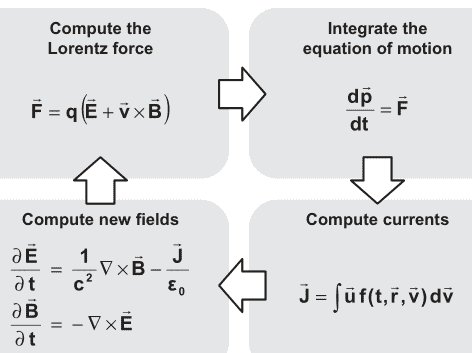 Compute the
Lorentz force
F⃗ = q(E⃗ + v⃗ × B⃗)
Integrate the
equation of motion
dp⃗/dt = F⃗
Compute new fields
∂E⃗/∂t = 1/c² ∇ × B⃗ − J⃗/ε₀
∂B⃗/∂t = − ∇ × E⃗
Compute currents
J⃗ = ∫ u⃗ f(t, r⃗, v⃗) dv⃗